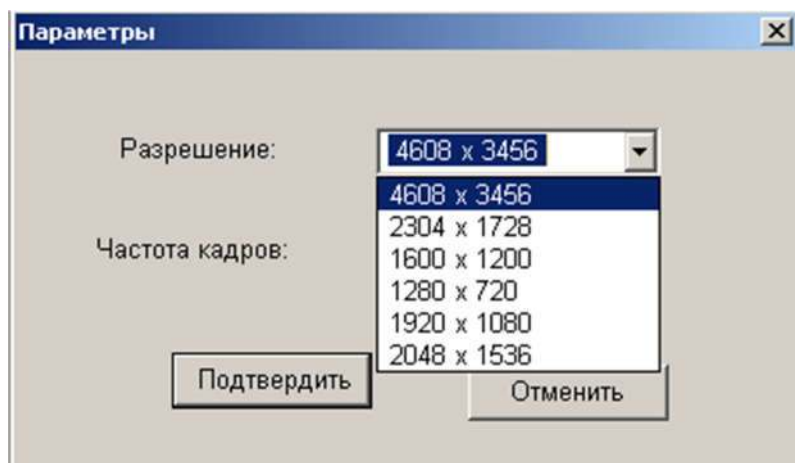 Параметры
Разрешение:
4608 x 3456
4608 x 3456
2304 x 1728
1600 x 1200
1280 x 720
1920 x 1080
2048 x 1536
Частота кадров:
Подтвердить
Отменить